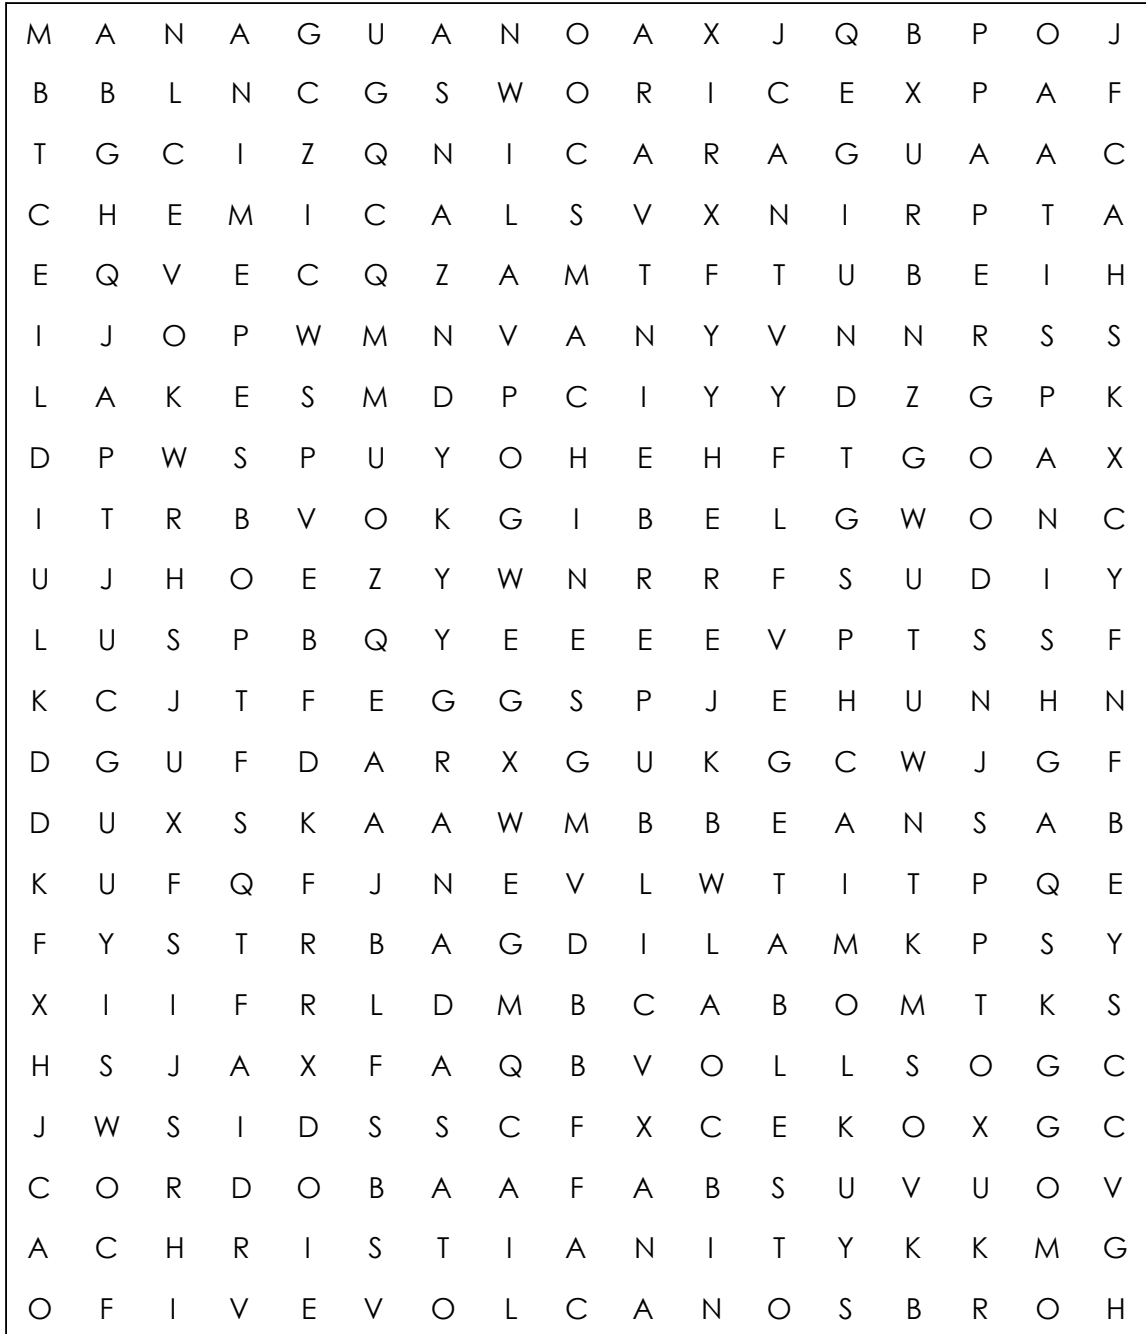 M A N A G U A N O A X J Q B P O J
B B L N C G S W O R I C E X P A F
T G C I Z Q N I C A R A G U A A C
C H E M I C A L S V X N I R P T A
E Q V E C Q Z A M T F T U B E I H
I J O P W M N V A N Y V N N R S S
L A K E S M D P C I Y Y D Z G P K
D P W S P U Y O H E H F T G O A X
I T R B V O K G I B E L G W O N C
U J H O E Z Y W N R R F S U D I Y
L U S P B Q Y E E E E V P T S S F
K C J T F E G G S P J E H U N H N
D G U F D A R X G U K G C W J G F
D U X S K A A W M B B E A N S A B
K U F Q F J N E V L W T I T P Q E
F Y S T R B A G D I L A M K P S Y
X I I F R L D M B C A B O M T K S
H S J A X F A Q B V O L L S O G C
J W S I D S S C F X C E K O X G C
C O R D O B A A F A B S U V U O V
A C H R I S T I A N I T Y K K M G
O F I V E V O L C A N O S B R O H